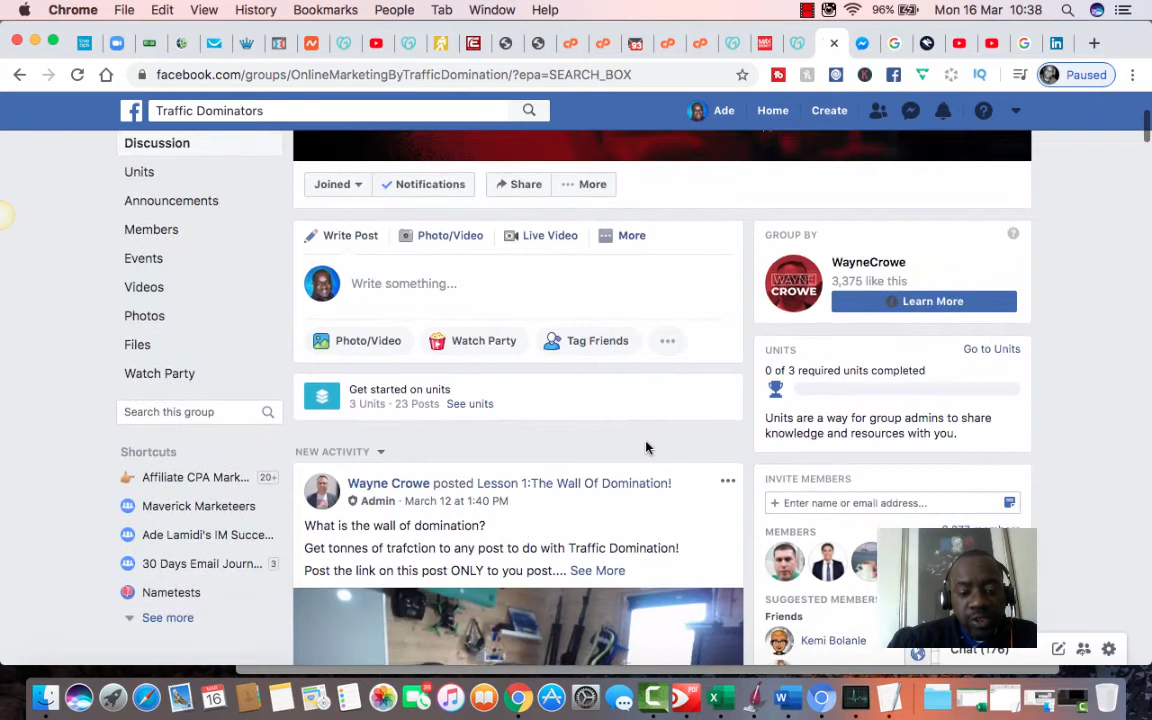 Chrome File Edit View History Bookmarks People Tab Window Help 96% Mon 16 Mar 10:38
facebook.com/groups/OnlineMarketingByTrafficDomination/?epa=SEARCH_BOX Paused
Traffic Dominators Ade Home Create
Discussion
Units
Announcements
Members
Events
Videos
Photos
Files
Watch Party
Search this group
Shortcuts
Affiliate CPA Mark... 20+
Maverick Marketeers
Ade Lamidi's IM Succe...
30 Days Email Journ... 3
Nametests
See more
Joined Notifications Share More
Write Post Photo/Video Live Video More
Write something...
Photo/Video Watch Party Tag Friends
Get started on units
3 Units · 23 Posts See units
NEW ACTIVITY
Wayne Crowe posted Lesson 1:The Wall Of Domination!
Admin · March 12 at 1:40 PM
What is the wall of domination?
Get tonnes of trafction to any post to do with Traffic Domination!
Post the link on this post ONLY to you post.... See More
GROUP BY
WAYNE
CROWE
WayneCrowe
3,375 like this
Learn More
UNITS Go to Units
0 of 3 required units completed
Units are a way for group admins to share
knowledge and resources with you.
INVITE MEMBERS
+ Enter name or email address...
MEMBERS
SUGGESTED MEMBERS
Friends
Kemi Bolanle
Chat (176)